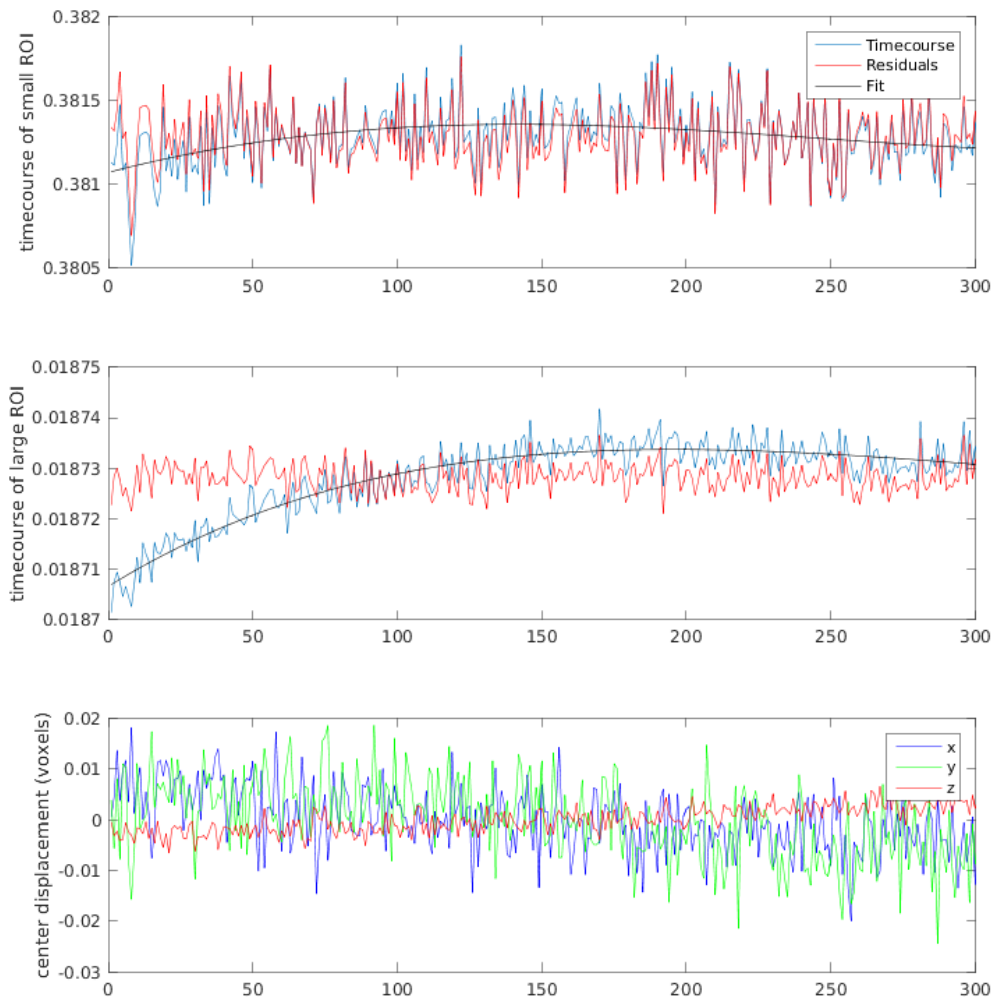 timecourse of small ROI
0.382
0.3815
0.381
0.3805
0 50 100 150 200 250 300
Timecourse
Residuals
Fit
timecourse of large ROI
0.01875
0.01874
0.01873
0.01872
0.01871
0.0187
0 50 100 150 200 250 300
center displacement (voxels)
0.02
0.01
0
-0.01
-0.02
-0.03
0 50 100 150 200 250 300
x
y
z